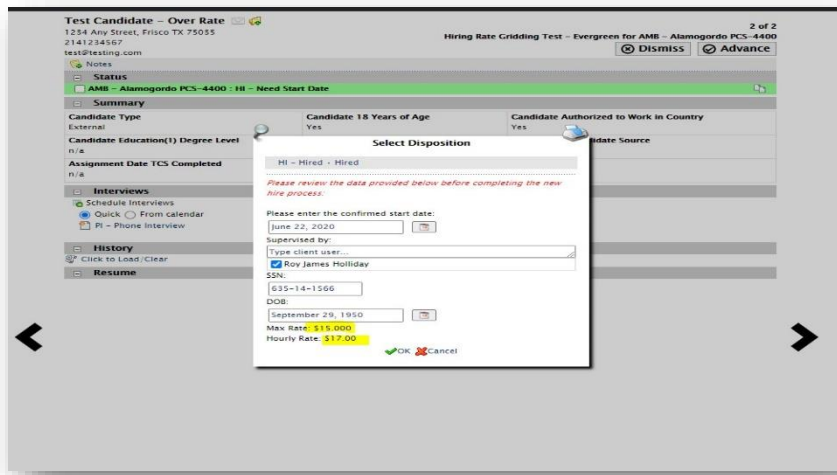 Test Candidate – Over Rate
1234 Any Street, Frisco TX 75035
2141234567
test@testing.com
2 of 2
Hiring Rate Gridding Test – Evergreen for AMB – Alamogordo PCS-4400
Dismiss Advance
Notes
Status
AMB – Alamogordo PCS-4400 : HI – Need Start Date
Summary
Candidate Type
External
Candidate 18 Years of Age
Yes
Candidate Authorized to Work in Country
Yes
Candidate Education(1) Degree Level
n/a
didate Source
Assignment Date TCS Completed
n/a
Interviews
Schedule Interviews
Quick From calendar
PI – Phone Interview
History
Click to Load/Clear
Resume
Select Disposition
HI – Hired › Hired
Please review the data provided below before completing the new
hire process:
Please enter the confirmed start date:
June 22, 2020
Supervised by:
Type client user...
Roy James Holliday
SSN:
635-14-1566
DOB:
September 29, 1950
Max Rate: $15.000
Hourly Rate: $17.00
OK Cancel